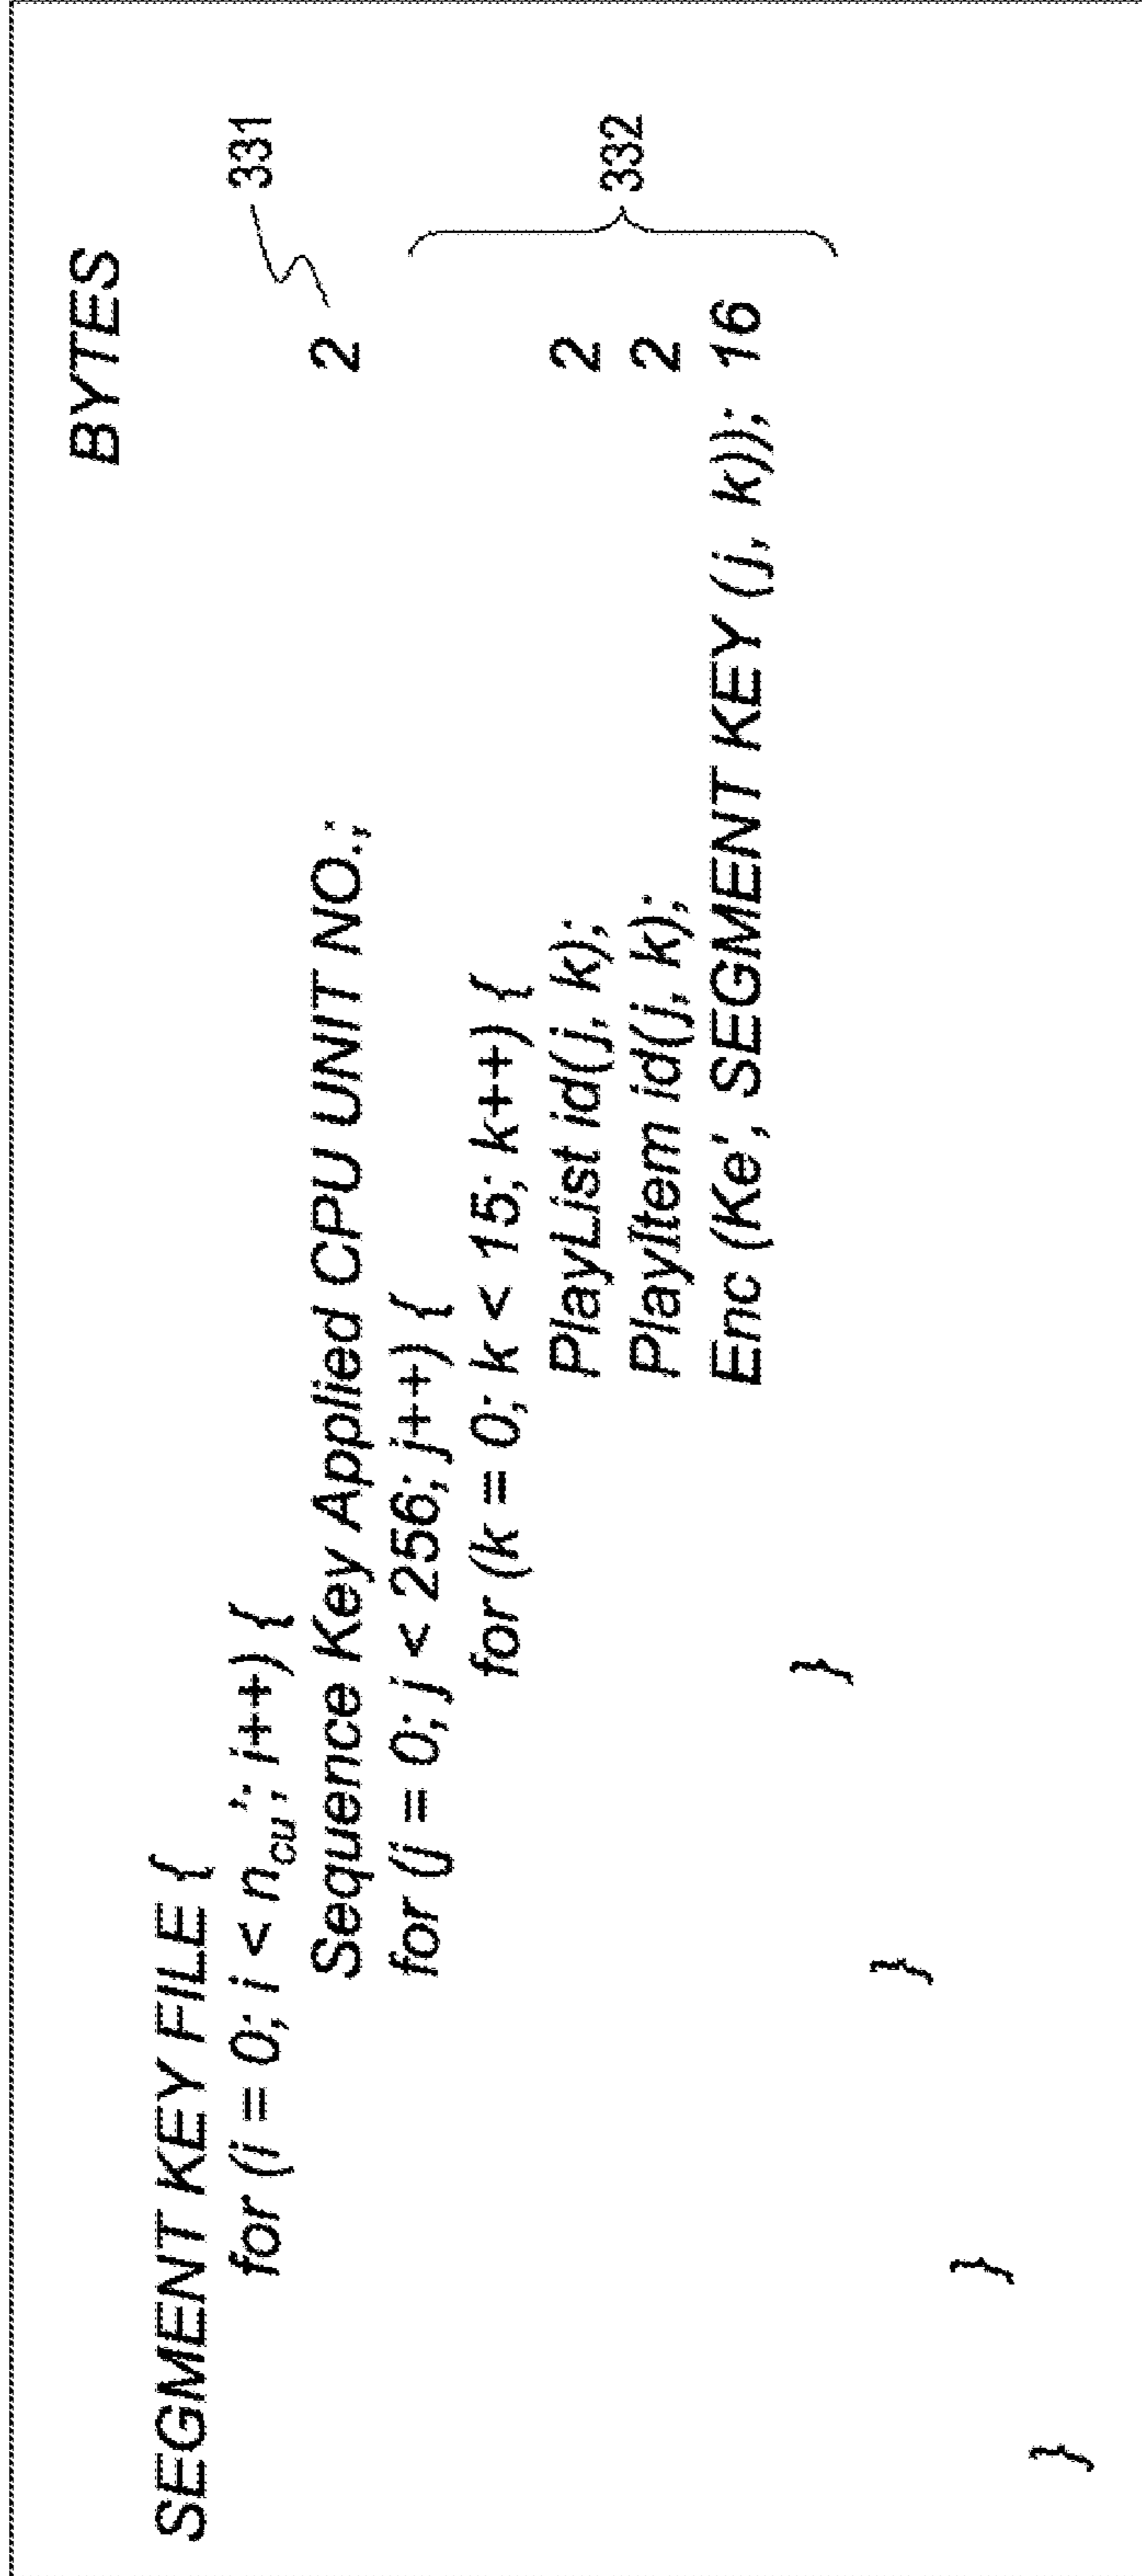 BYTES
SEGMENT KEY FILE {
for (i = 0; i < n_cu'; i++) {
Sequence Key Applied CPU UNIT NO.; 2 331
for (j = 0; j < 256; j++) {
for (k = 0; k < 15; k++) {
PlayList id(j, k); 2
PlayItem id(j, k); 2 332
Enc (Ke', SEGMENT KEY (j, k)); 16
}
}
}
}